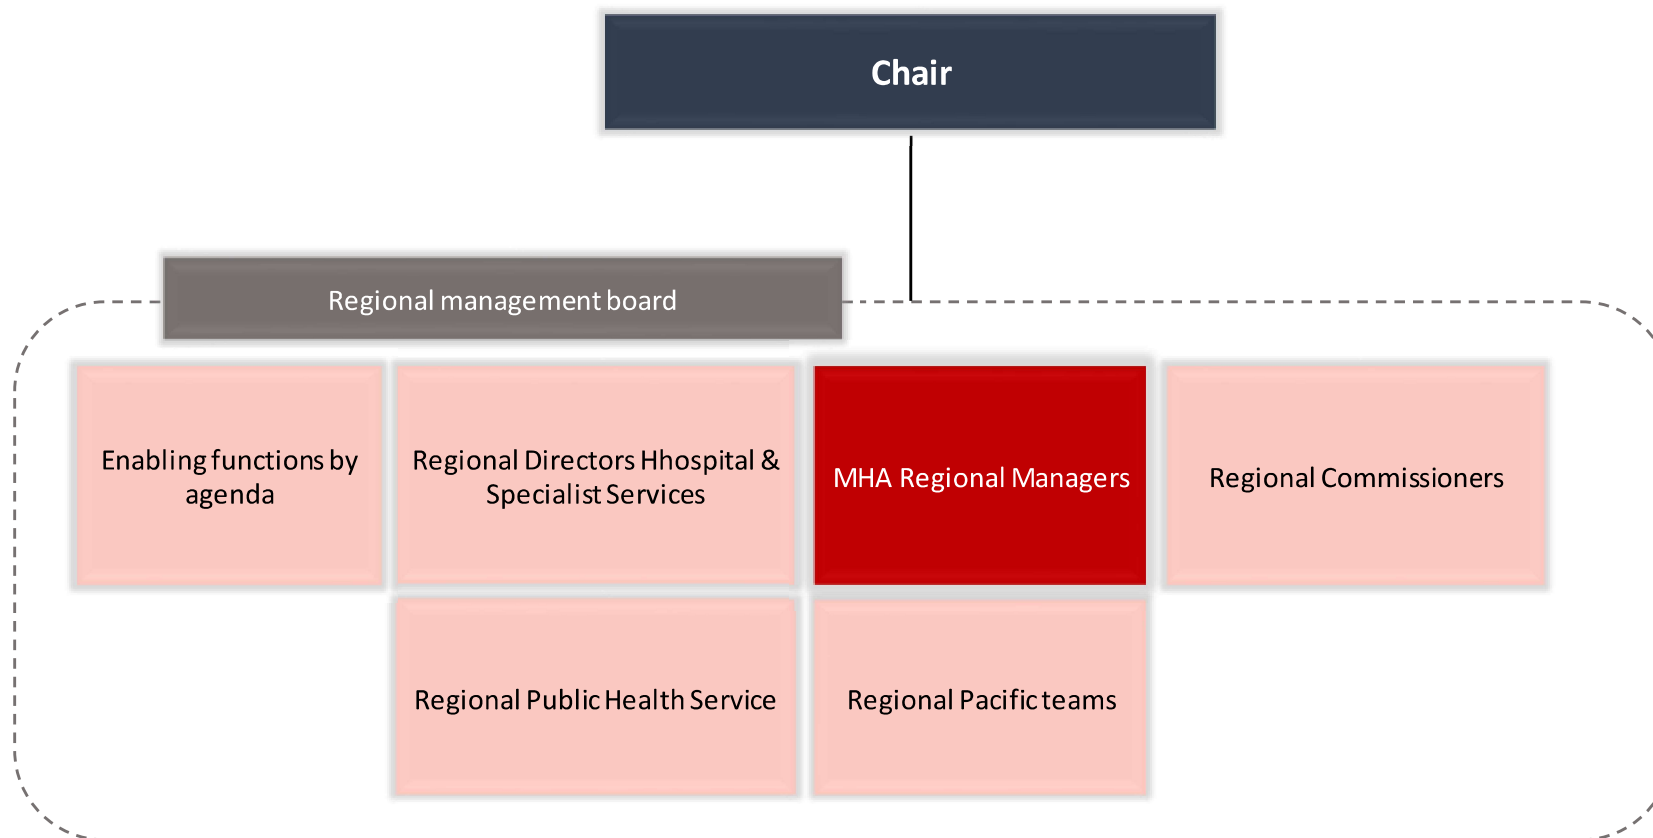 Chair
Regional management board
Enabling functions by
agenda
Regional Directors Hhospital &
Specialist Services
MHA Regional Managers
Regional Commissioners
Regional Public Health Service
Regional Pacific teams